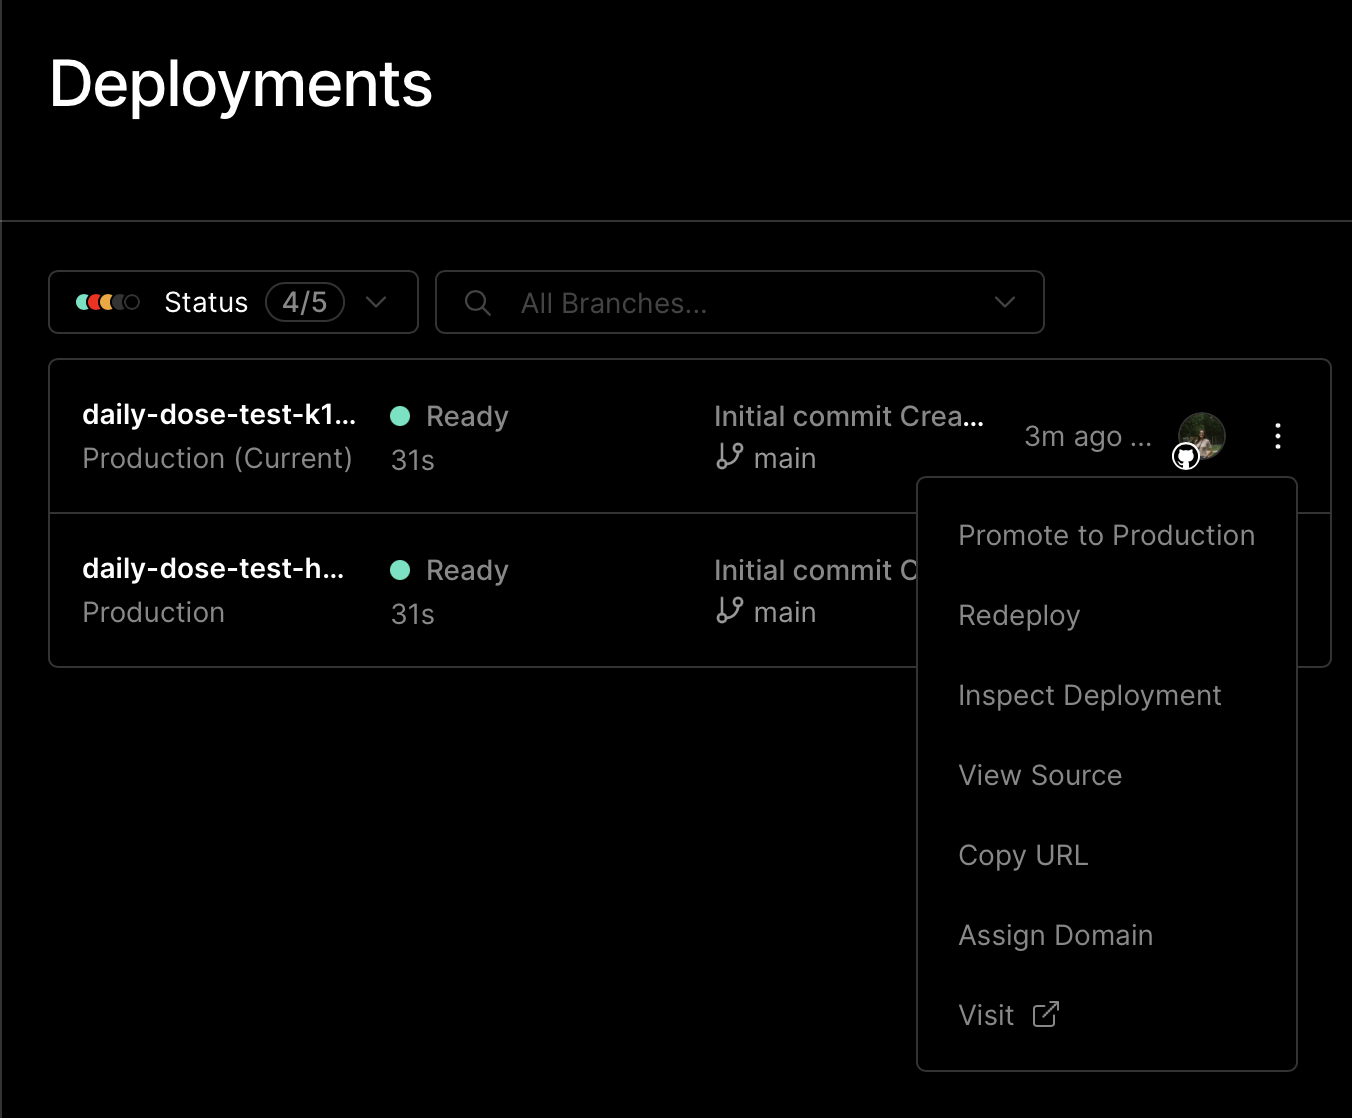 Deployments
Status 4/5
All Branches...
daily-dose-test-k1...
Production (Current)
Ready
31s
Initial commit Crea...
main
3m ago ...
daily-dose-test-h...
Production
Ready
31s
Initial commit C
main
Promote to Production
Redeploy
Inspect Deployment
View Source
Copy URL
Assign Domain
Visit